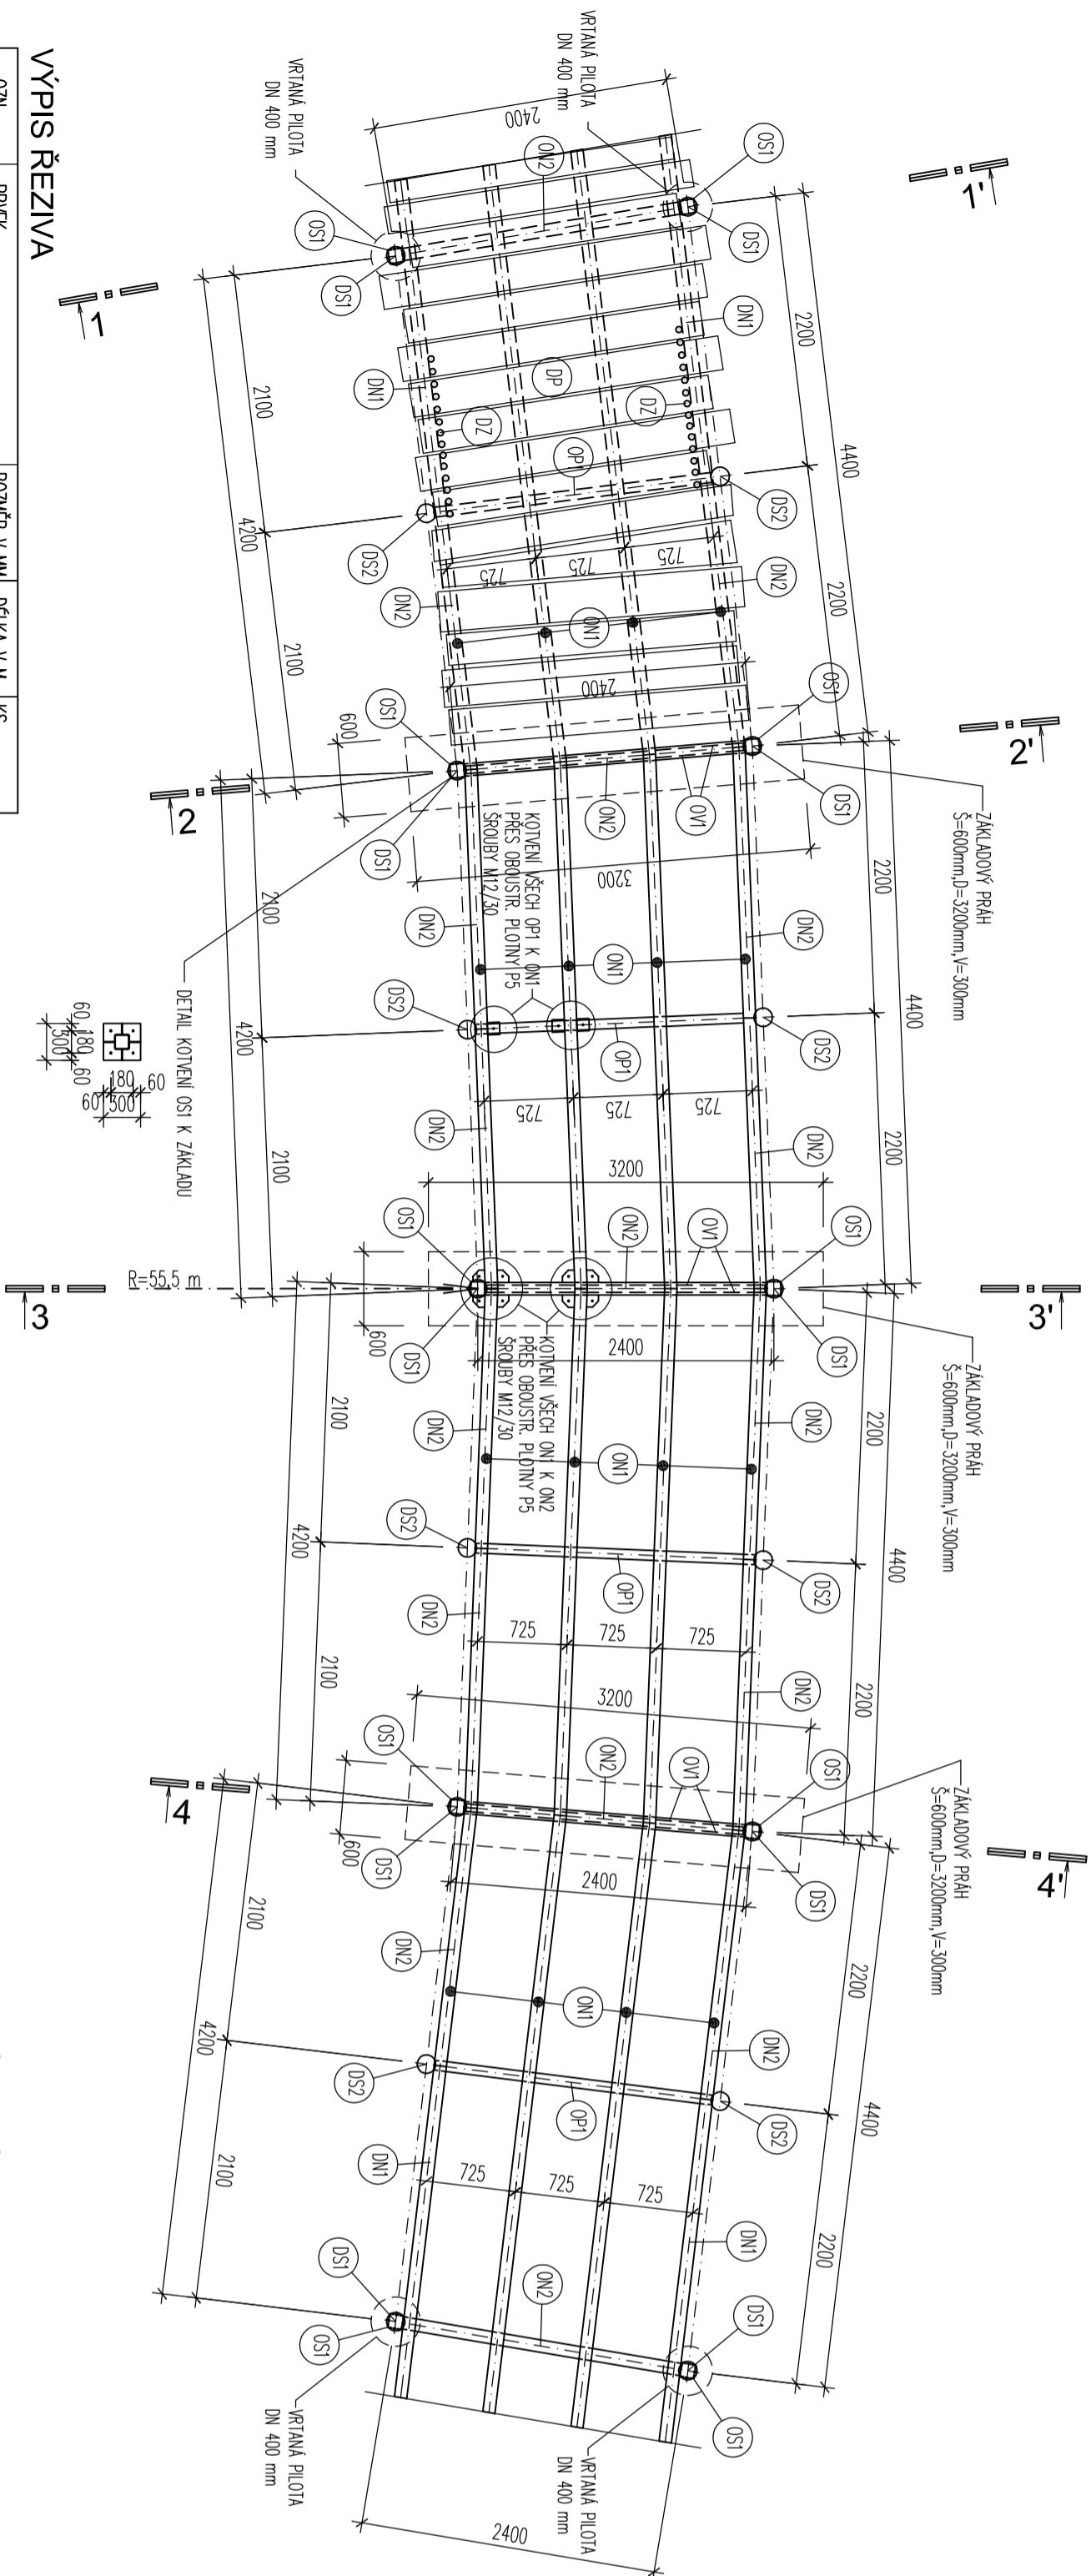 VÝPIS ŘEZIVA
OZN.
PRVEK
ROZMĚR V MM
DÉLKA V M
KS
VRTANÁ PILOTA
DN 400 mm
VRTANÁ PILOTA
DN 400 mm
2400
ON2
OS1
DS1
OS1
DS1
1'
1
2200
4400
2200
DN1
DN1
DP
DZ
DZ
OP1
DS2
DS2
2100
4200
2100
725
725
725
DN2
DN2
ON1
2400
OS1
OS1
600
DS1
DS1
ON2
OV1
2'
2
ZÁKLADOVÝ PRÁH
Š=600mm,D=3200mm,V=300mm
3200
KOTVENÍ VŠECH OP1 K ON1
PŘES OBOUSTR. PLOTNY P5
ŠROUBY M12/30
2200
4400
2200
DN2
DN2
ON1
DS2
DS2
OP1
2100
4200
2100
725
725
725
DN2
DN2
DETAIL KOTVENÍ OS1 K ZÁKLADU
60
180
60
300
60
180
60
300
3200
OS1
OS1
ON2
OV1
DS1
DS1
600
2400
R=55,5 m
3'
3
ZÁKLADOVÝ PRÁH
Š=600mm,D=3200mm,V=300mm
KOTVENÍ VŠECH ON1 K ON2
PŘES OBOUSTR. PLOTNY P5
ŠROUBY M12/30
2200
4400
2200
DN2
DN2
ON1
DS2
DS2
OP1
2100
4200
2100
725
725
725
DN2
DN2
3200
OS1
OS1
ON2
OV1
DS1
DS1
600
2400
4'
4
ZÁKLADOVÝ PRÁH
Š=600mm,D=3200mm,V=300mm
2200
4400
2200
DN2
DN2
ON1
DS2
DS2
OP1
2100
4200
2100
725
725
725
DN1
DN1
ON2
DS1
OS1
DS1
OS1
VRTANÁ PILOTA
DN 400 mm
VRTANÁ PILOTA
DN 400 mm
2400